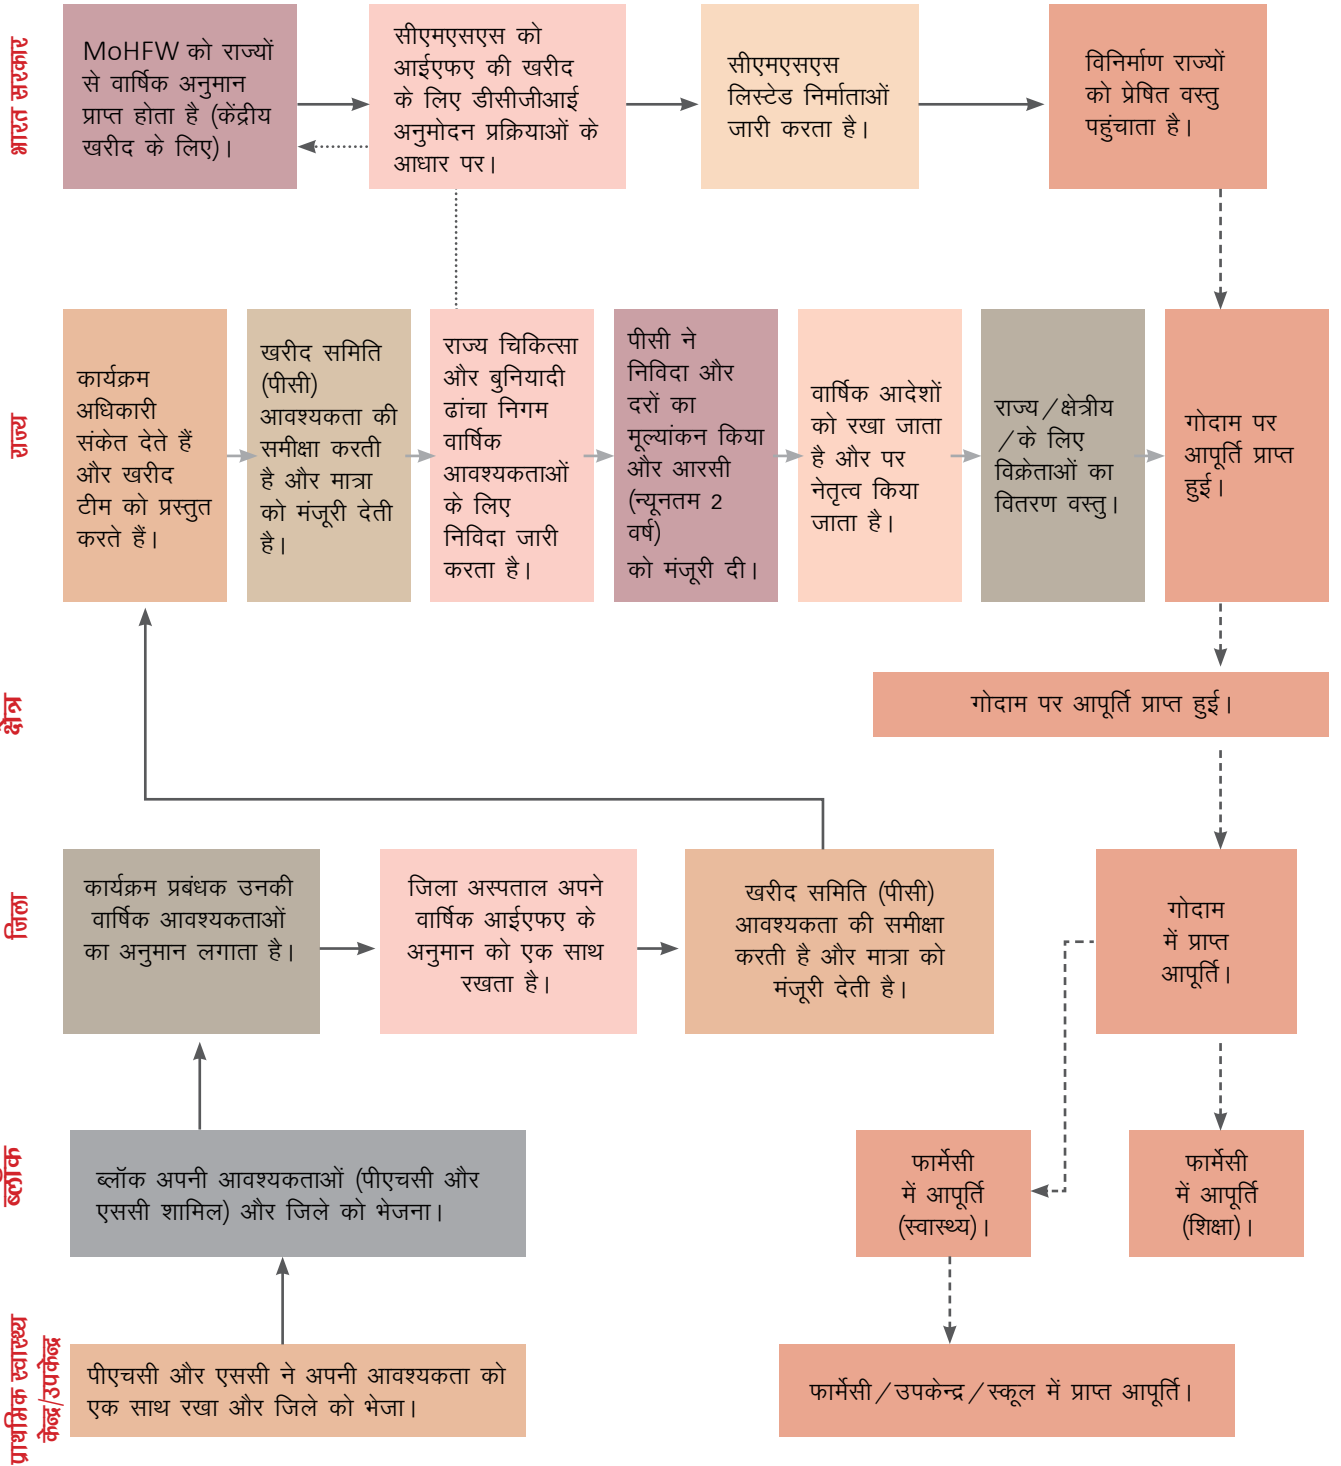 भारत सरकार
MoHFW को राज्यों
से वार्षिक अनुमान
प्राप्त होता है (केंद्रीय
खरीद के लिए)।
सीएमएसएस को
आईएफए की खरीद
के लिए डीसीजीआई
अनुमोदन प्रक्रियाओं के
आधार पर।
सीएमएसएस
लिस्टेड निर्माताओं
जारी करता है।
विनिर्माण राज्यों
को प्रेषित वस्तु
पहुंचाता है।
राज्य
कार्यक्रम
अधिकारी
संकेत देते हैं
और खरीद
टीम को प्रस्तुत
करते हैं।
खरीद समिति
(पीसी)
आवश्यकता की
समीक्षा करती
है और मात्रा
को मंजूरी देती
है।
राज्य चिकित्सा
और बुनियादी
ढांचा निगम
वार्षिक
आवश्यकताओं
के लिए
निविदा जारी
करता है।
पीसी ने
निविदा और
दरों का
मूल्यांकन किया
और आरसी
(न्यूनतम 2
वर्ष)
को मंजूरी दी।
वार्षिक आदेशों
को रखा जाता
है और पर
नेतृत्व किया
जाता है।
राज्य/क्षेत्रीय
/के लिए
विक्रेताओं का
वितरण वस्तु।
गोदाम पर
आपूर्ति प्राप्त
हुई।
क्षेत्र
गोदाम पर आपूर्ति प्राप्त हुई।
जिला
कार्यक्रम प्रबंधक उनकी
वार्षिक आवश्यकताओं
का अनुमान लगाता है।
जिला अस्पताल अपने
वार्षिक आईएफए के
अनुमान को एक साथ
रखता है।
खरीद समिति (पीसी)
आवश्यकता की समीक्षा
करती है और मात्रा को
मंजूरी देती है।
गोदाम
में प्राप्त
आपूर्ति।
ब्लॉक
ब्लॉक अपनी आवश्यकताओं (पीएचसी और
एससी शामिल) और जिले को भेजना।
फार्मेसी
में आपूर्ति
(स्वास्थ्य)।
फार्मेसी
में आपूर्ति
(शिक्षा)।
प्राथमिक स्वास्थ्य
केन्द्र/उपकेन्द्र
पीएचसी और एससी ने अपनी आवश्यकता को
एक साथ रखा और जिले को भेजा।
फार्मेसी/उपकेन्द्र/स्कूल में प्राप्त आपूर्ति।